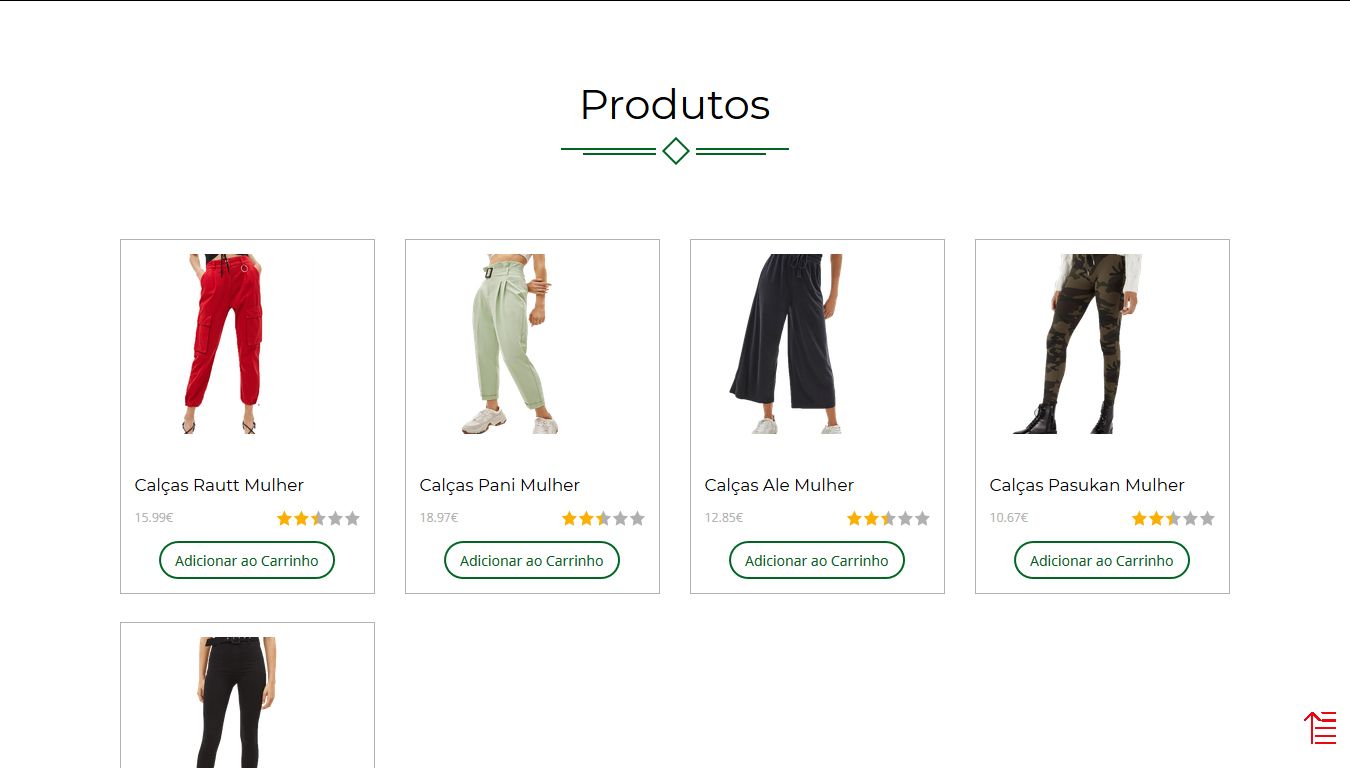 Produtos
Calças Rautt Mulher
15.99€
Adicionar ao Carrinho
Calças Pani Mulher
18.97€
Adicionar ao Carrinho
Calças Ale Mulher
12.85€
Adicionar ao Carrinho
Calças Pasukan Mulher
10.67€
Adicionar ao Carrinho